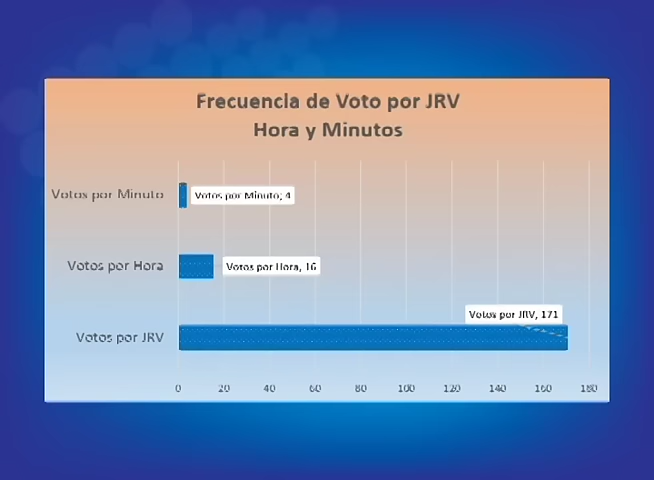 Frecuencia de Voto por JRV
Hora y Minutos
Votos por Minuto
Votos por Minuto; 4
Votos por Hora
Votos por Hora, 16
Votos por JRV, 171
Votos por JRV
0 20 40 60 80 100 120 140 160 180